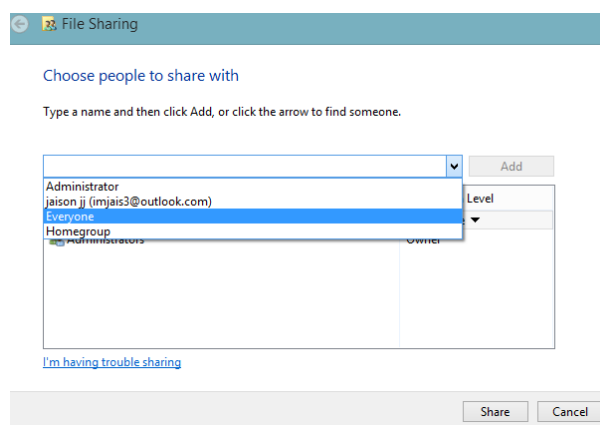 File Sharing
Choose people to share with
Type a name and then click Add, or click the arrow to find someone.
Add
Administrator
jaison jj (imjais3@outlook.com)
Level
Everyone
Homegroup
Administrators
Owner
I'm having trouble sharing
Share Cancel